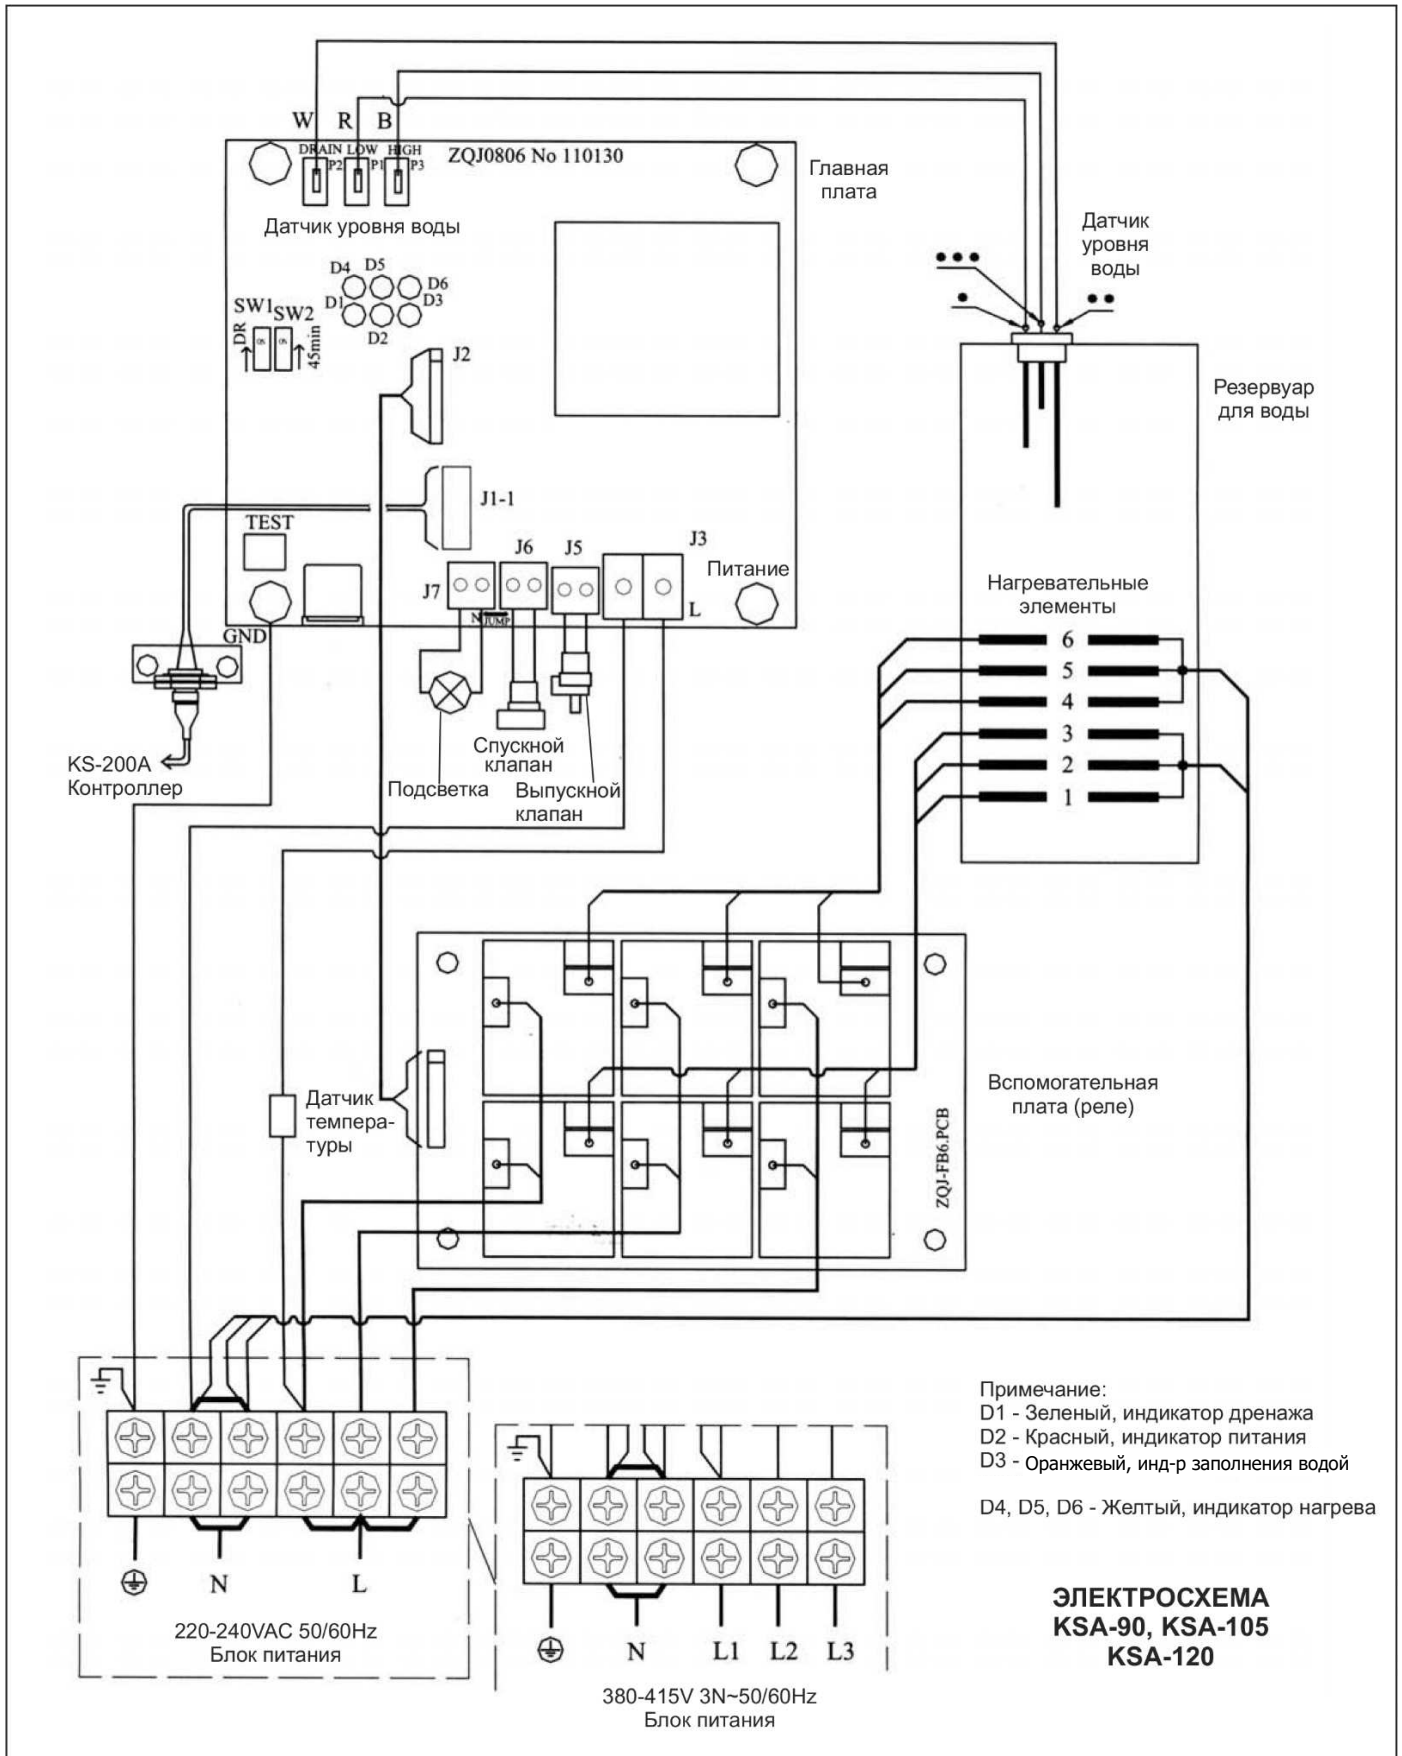 W R B
DRAIN LOW HIGH
P2 P1 P3
ZQJ0806 No 110130
Главная
плата
Датчик уровня воды
Датчик
уровня
воды
D4 D5 D6
D1 D2 D3
SW1 SW2
DR
ON ON
45min
J2
Резервуар
для воды
J1-1
TEST
J7
J6
J5
J3
Питание
N
JUMP
L
GND
KS-200A
Контроллер
Подсветка
Спускной
клапан
Выпускной
клапан
Нагревательные
элементы
6
5
4
3
2
1
Датчик
темпера-
туры
Вспомогательная
плата (реле)
ZQJ-FB6.PCB
N L
220-240VAC 50/60Hz
Блок питания
N L1 L2 L3
380-415V 3N~50/60Hz
Блок питания
Примечание:
D1 - Зеленый, индикатор дренажа
D2 - Красный, индикатор питания
D3 - Оранжевый, инд-р заполнения водой
D4, D5, D6 - Желтый, индикатор нагрева
ЭЛЕКТРОСХЕМА
KSA-90, KSA-105
KSA-120